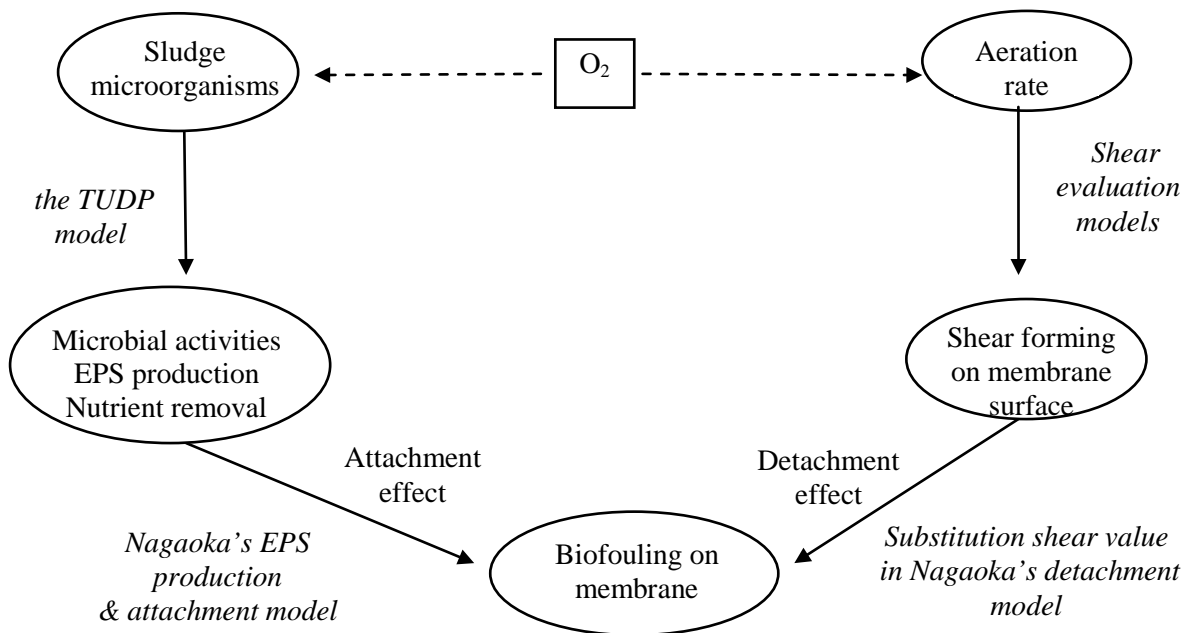 Sludge
microorganisms
O₂
Aeration
rate
the TUDP
model
Shear
evaluation
models
Microbial activities
EPS production
Nutrient removal
Shear forming
on membrane
surface
Attachment
effect
Detachment
effect
Nagaoka's EPS
production
& attachment model
Biofouling on
membrane
Substitution shear value
in Nagaoka's detachment
model